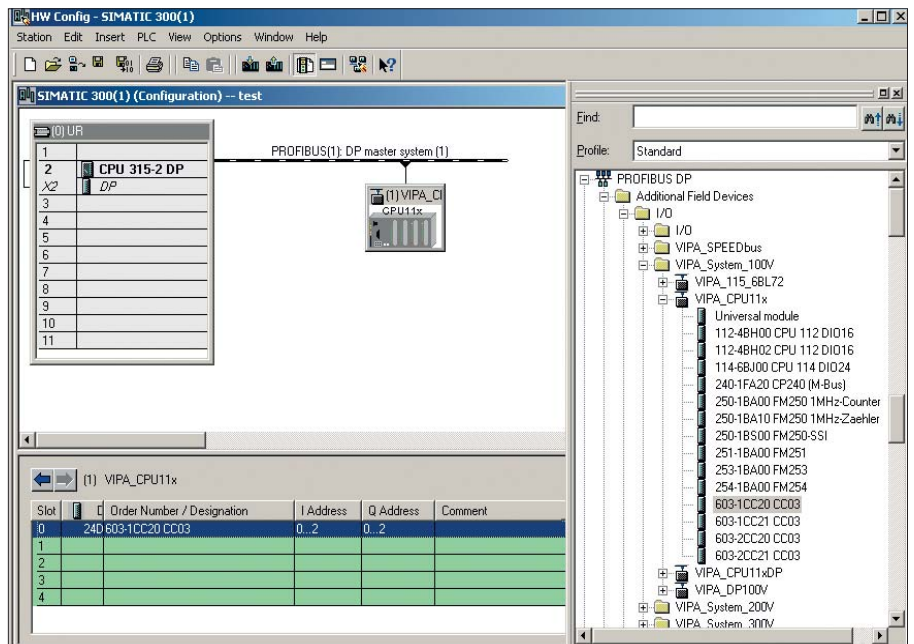 HW Config - SIMATIC 300(1)
Station Edit Insert PLC View Options Window Help
SIMATIC 300(1) (Configuration) -- test
(0) UR
1
2 CPU 315-2 DP
X2 DP
3
4
5
6
7
8
9
10
11
PROFIBUS(1): DP master system (1)
(1) VIPA_CI
CPU11x
(1) VIPA_CPU11x
Slot D Order Number / Designation I Address Q Address Comment
0 24D 603-1CC20 CC03 0...2 0...2
1
2
3
4
Find:
Profile: Standard
PROFIBUS DP
Additional Field Devices
I/O
I/O
VIPA_SPEEDbus
VIPA_System_100V
VIPA_115_6BL72
VIPA_CPU11x
Universal module
112-4BH00 CPU 112 DIO16
112-4BH02 CPU 112 DIO16
114-6BJ00 CPU 114 DIO24
240-1FA20 CP240 (M-Bus)
250-1BA00 FM250 1MHz-Counter
250-1BA10 FM250 1MHz-Zaehler
250-1BS00 FM250-SSI
251-1BA00 FM251
253-1BA00 FM253
254-1BA00 FM254
603-1CC20 CC03
603-1CC21 CC03
603-2CC20 CC03
603-2CC21 CC03
VIPA_CPU11xDP
VIPA_DP100V
VIPA_System_200V
VIPA_System_300V